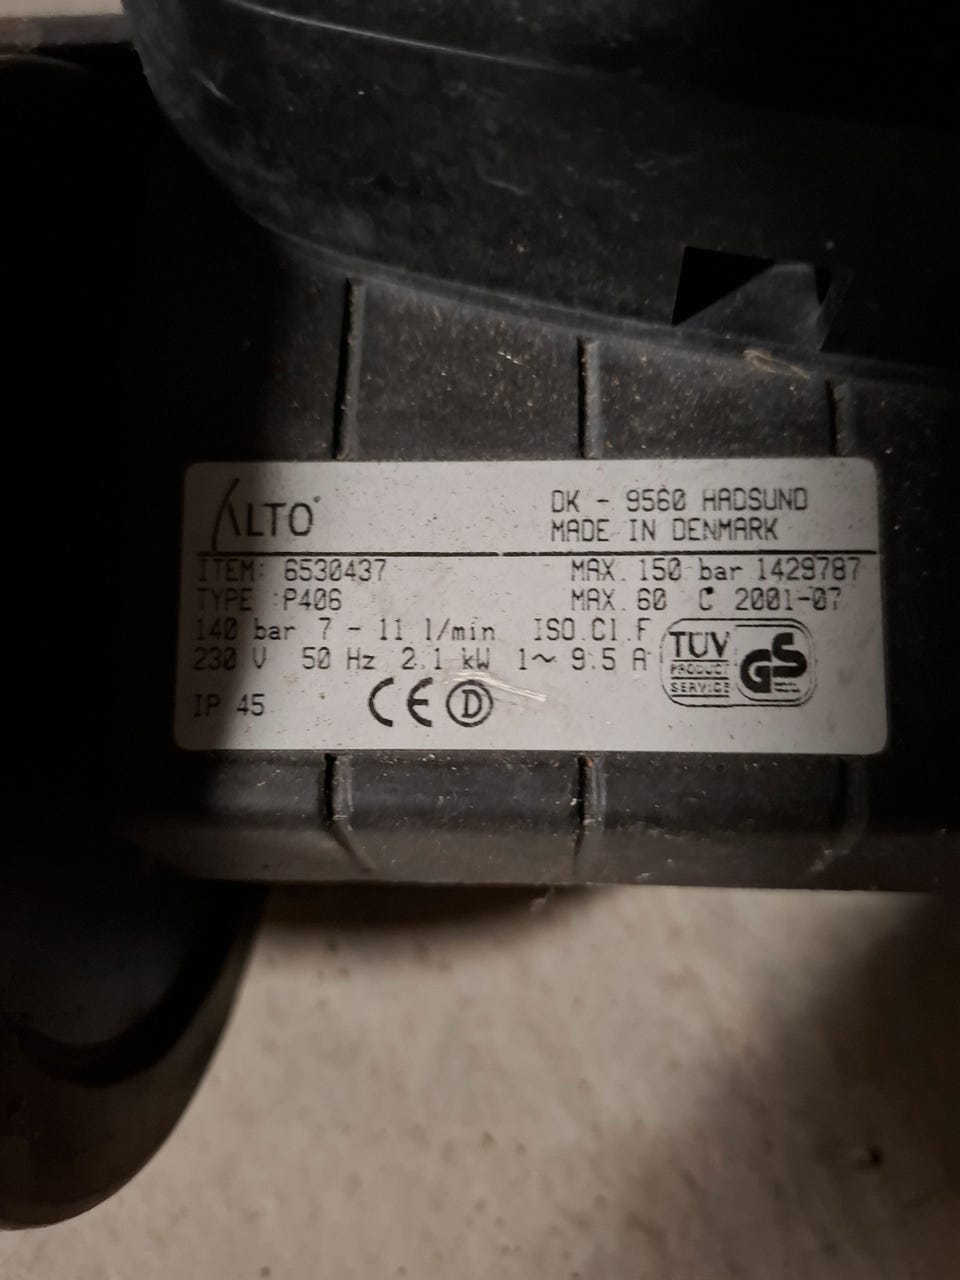 ALTO
DK - 9560 HADSUND
MADE IN DENMARK
ITEM: 6530437 MAX. 150 bar 1429787
TYPE :P406 MAX. 60 C 2001-07
140 bar 7 - 11 l/min ISO.Cl.F
230 V 50 Hz 2.1 kW 1~ 9.5 A
IP 45 CE D
TÜV
PRODUCT
SERVICE
GS